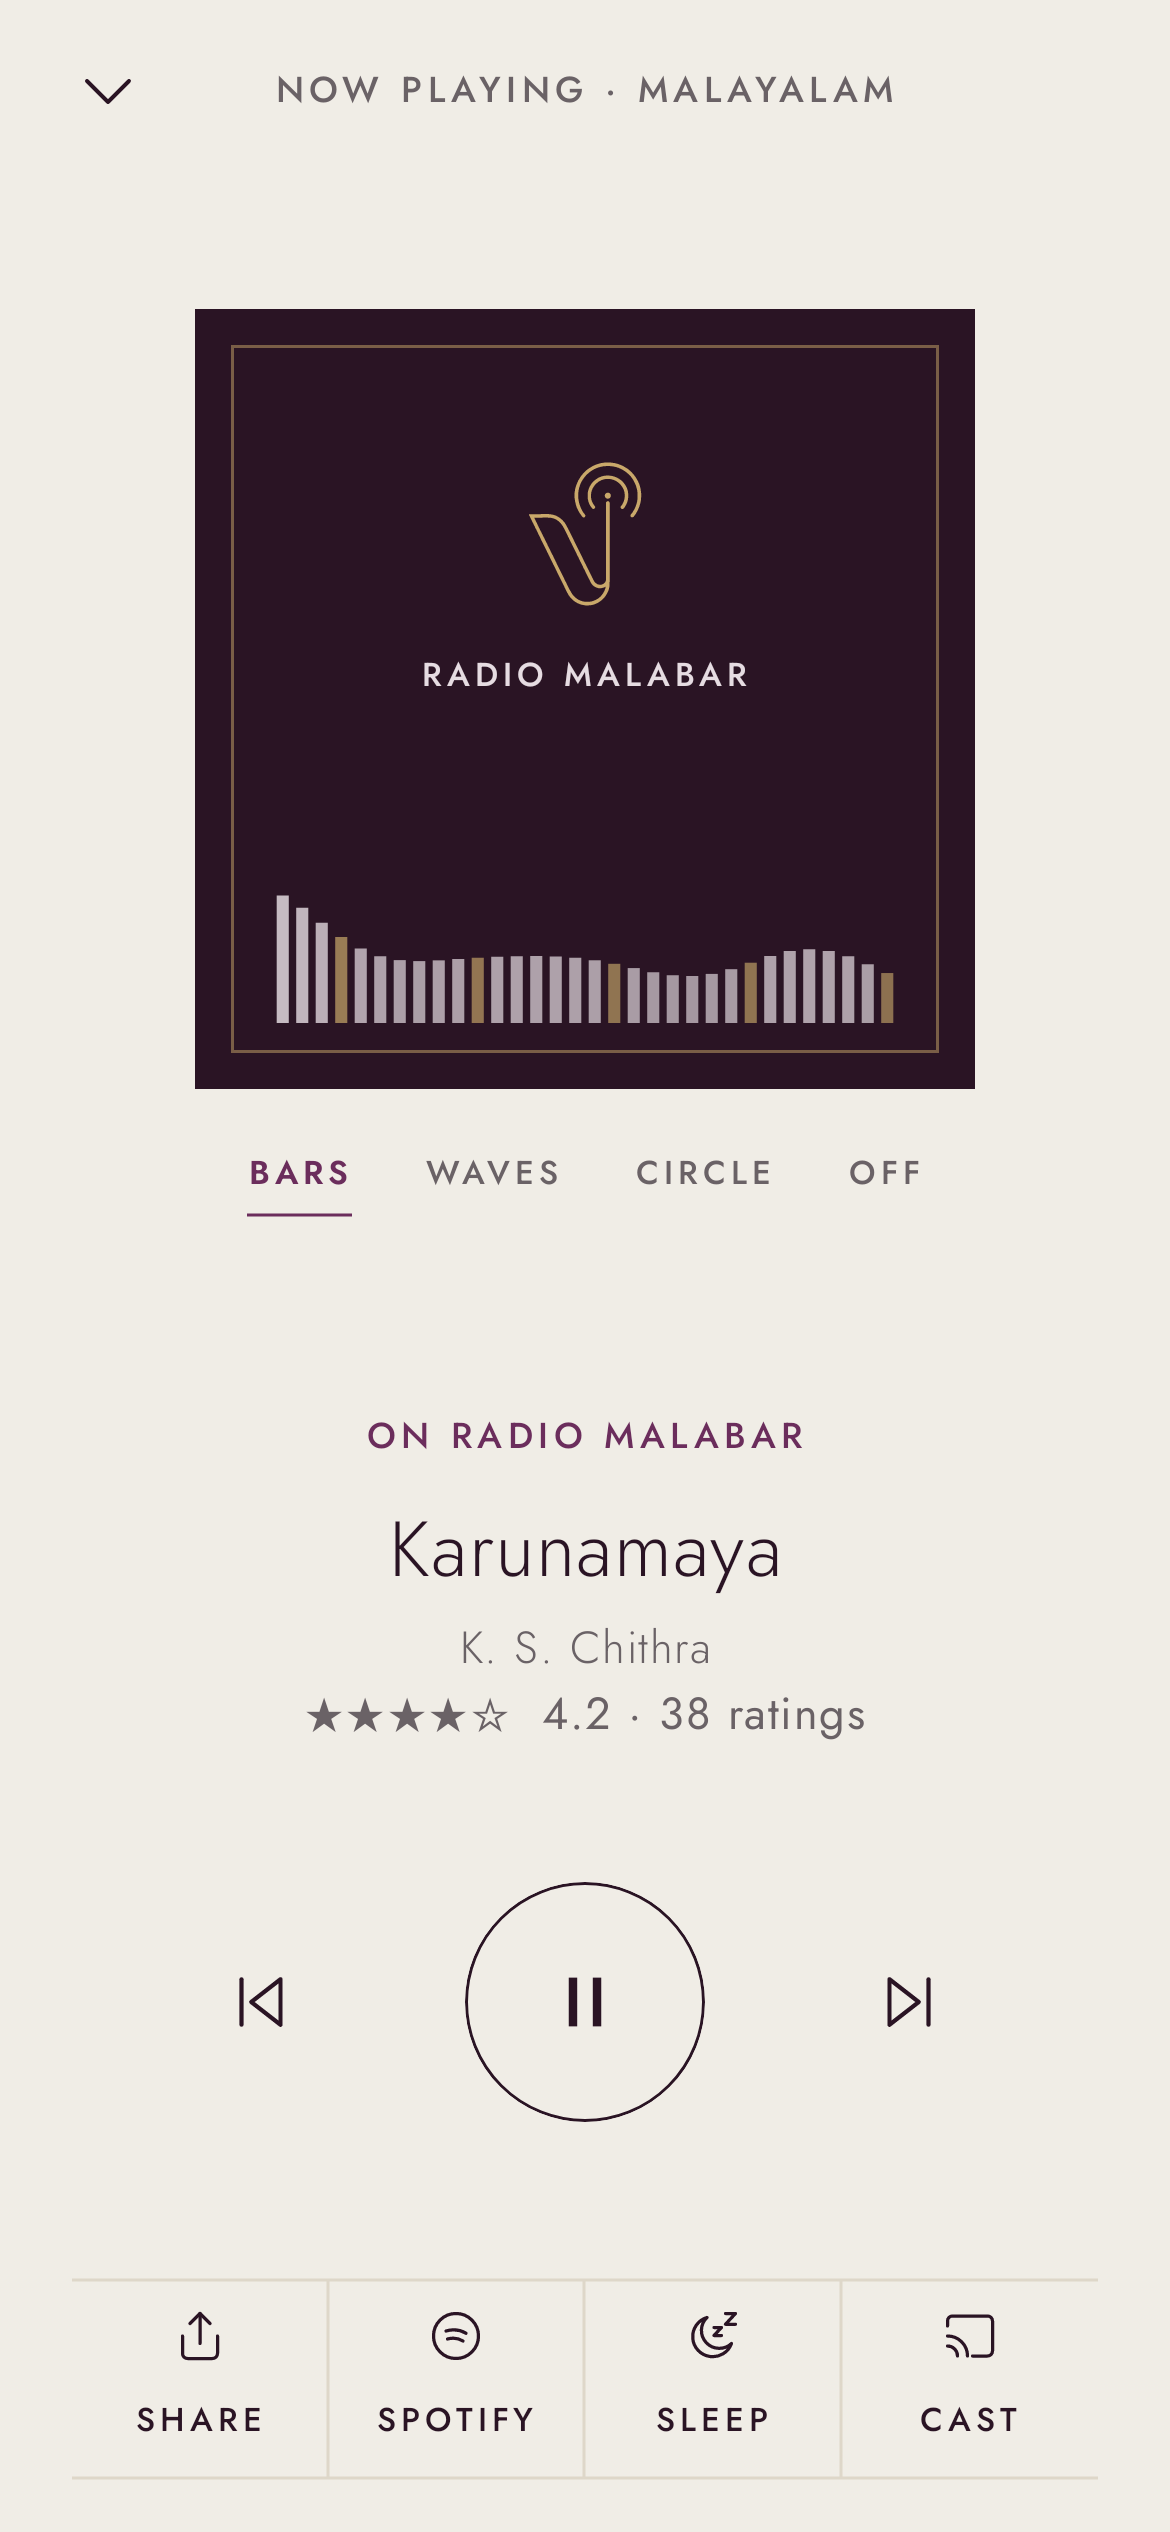 NOW PLAYING · MALAYALAM
RADIO MALABAR
BARS WAVES CIRCLE OFF
ON RADIO MALABAR
Karunamaya
K. S. Chithra
★★★★☆ 4.2 · 38 ratings
SHARE SPOTIFY SLEEP CAST